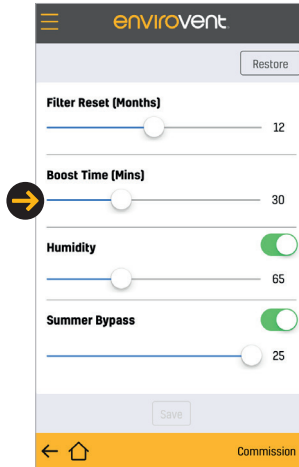 envirovent
Restore
Filter Reset (Months)
12
Boost Time (Mins)
30
Humidity
65
Summer Bypass
25
Save
Commission